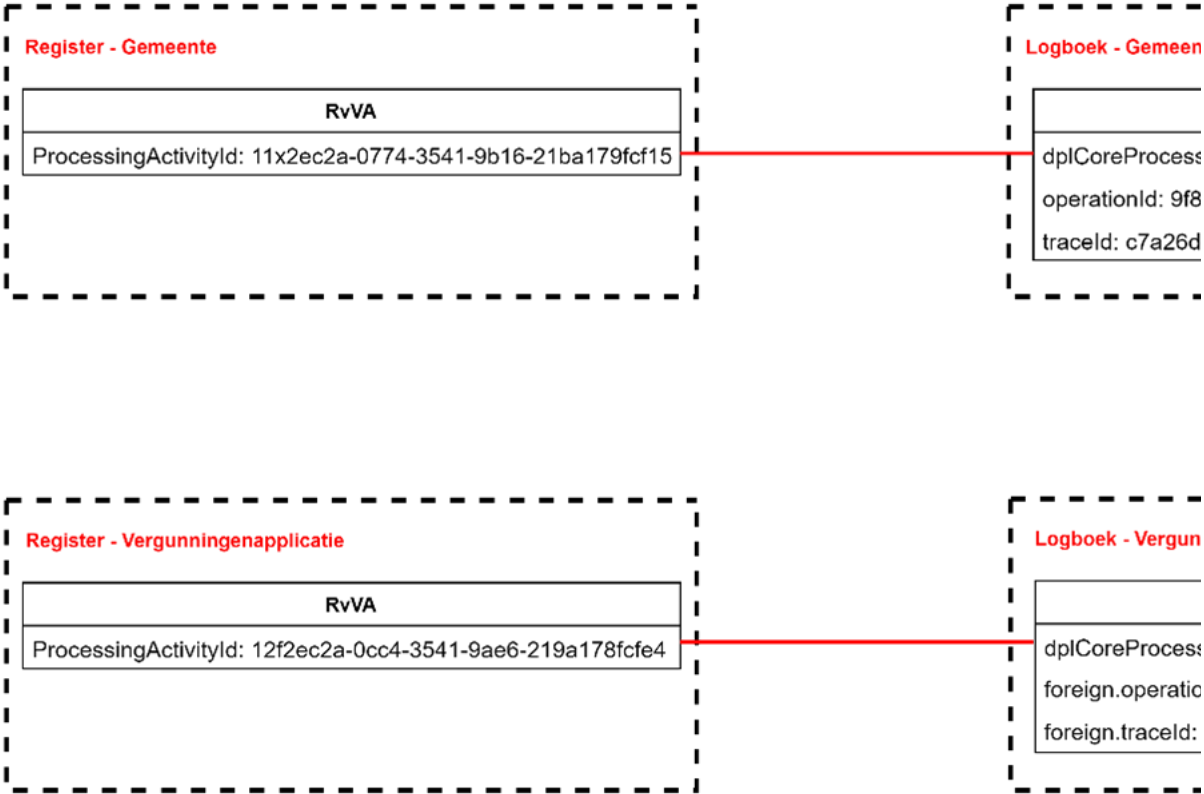 Register - Gemeente
RvVA
ProcessingActivityId: 11x2ec2a-0774-3541-9b16-21ba179fcf15
Logboek - Gemeen
dplCoreProcess
operationId: 9f8
traceId: c7a26d
Register - Vergunningenapplicatie
RvVA
ProcessingActivityId: 12f2ec2a-0cc4-3541-9ae6-219a178fcfe4
Logboek - Vergun
dplCoreProcess
foreign.operatio
foreign.traceId: